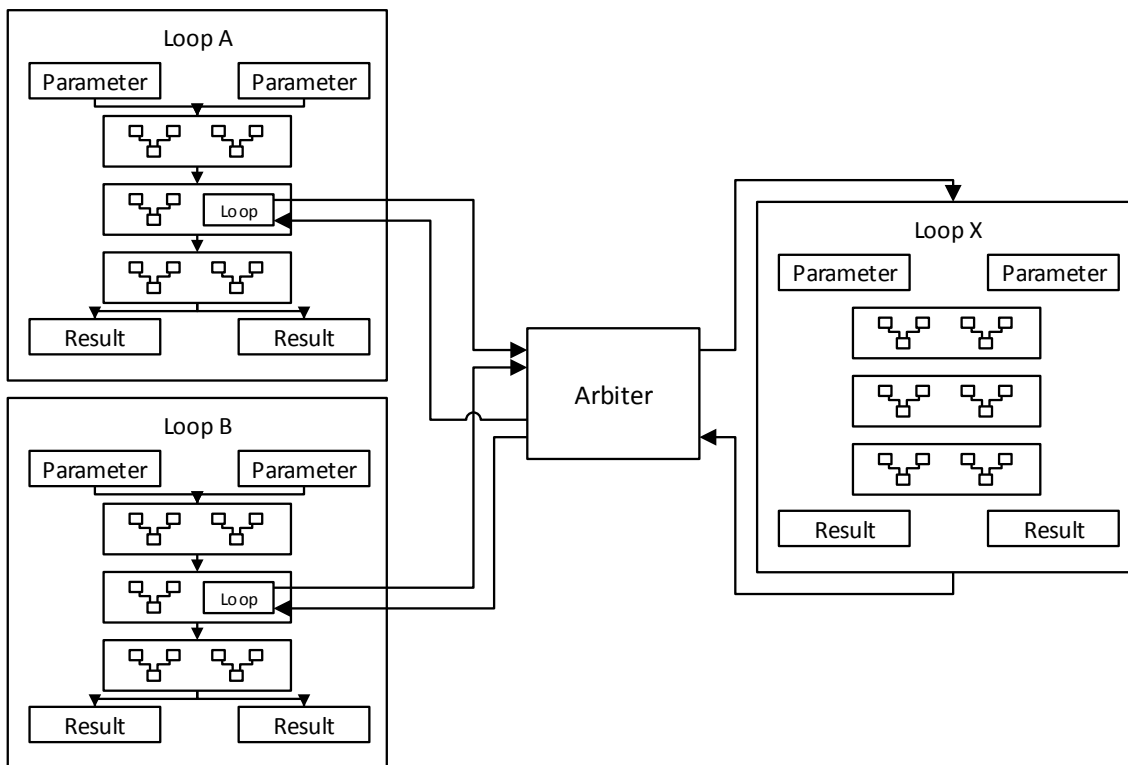 Loop A
Parameter Parameter
Loop
Result Result
Loop B
Parameter Parameter
Loop
Result Result
Arbiter
Loop X
Parameter Parameter
Result Result